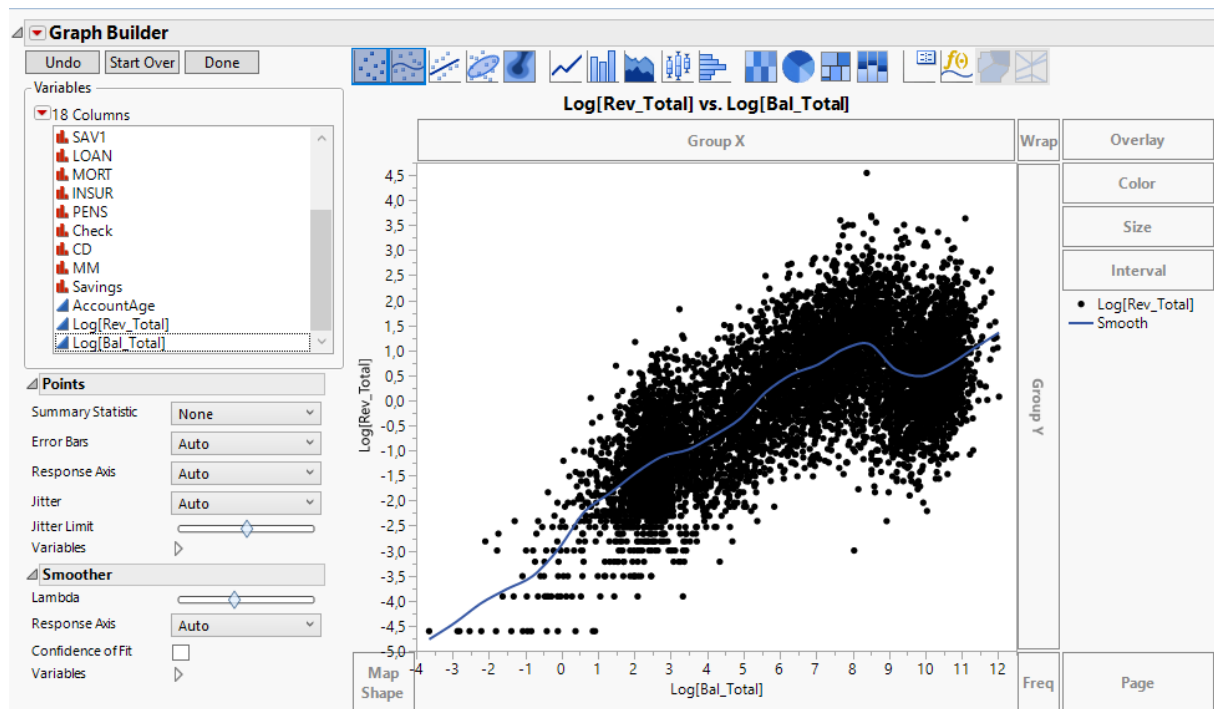 Graph Builder
Undo Start Over Done
Variables
18 Columns
SAV1
LOAN
MORT
INSUR
PENS
Check
CD
MM
Savings
AccountAge
Log[Rev_Total]
Log[Bal_Total]
Points
Summary Statistic None
Error Bars Auto
Response Axis Auto
Jitter Auto
Jitter Limit
Variables
Smoother
Lambda
Response Axis Auto
Confidence of Fit
Variables
Log[Rev_Total] vs. Log[Bal_Total]
Group X
Wrap
Overlay
Color
Size
Interval
Log[Rev_Total]
Smooth
Log[Rev_Total]
4,5
4,0
3,5
3,0
2,5
2,0
1,5
1,0
0,5
0,0
-0,5
-1,0
-1,5
-2,0
-2,5
-3,0
-3,5
-4,0
-4,5
-5,0
Group Y
-4 -3 -2 -1 0 1 2 3 4 5 6 7 8 9 10 11 12
Log[Bal_Total]
Map
Shape
Freq
Page